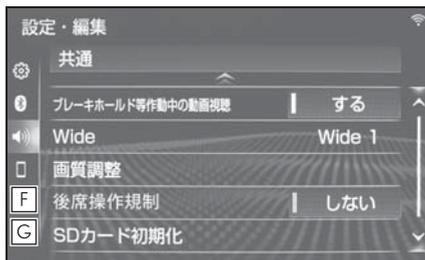 設定・編集
共通
ブレーキホールド等作動中の動画視聴 する
Wide Wide 1
画質調整
F 後席操作規制 しない
G SDカード初期化